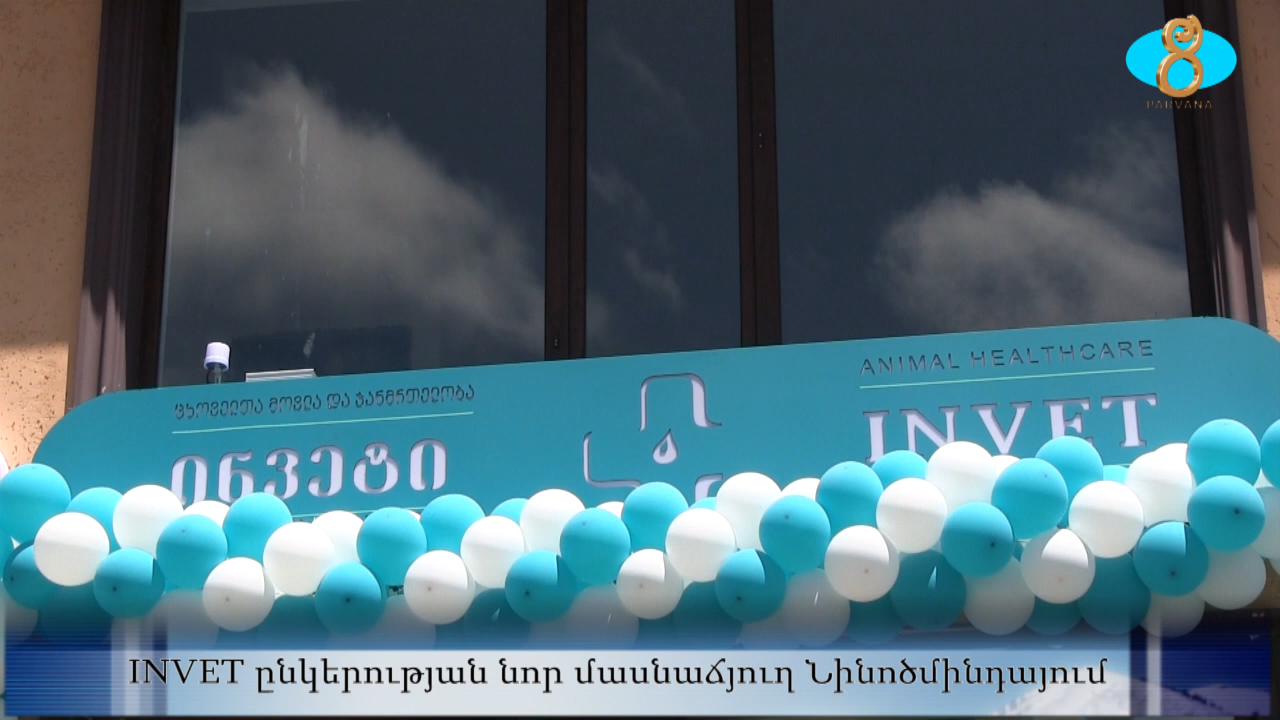 PARVANA
ცხოველთა მოვლა და ჯანმრთელობა
ინვეტი
ANIMAL HEALTHCARE
INVET
INVET ընկերության նոր մասնաճյուղ Նինոծմինդայում